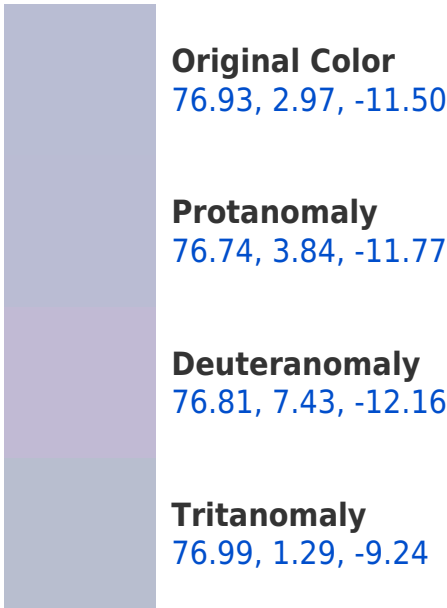 Original Color
76.93, 2.97, -11.50
Protanomaly
76.74, 3.84, -11.77
Deuteranomaly
76.81, 7.43, -12.16
Tritanomaly
76.99, 1.29, -9.24